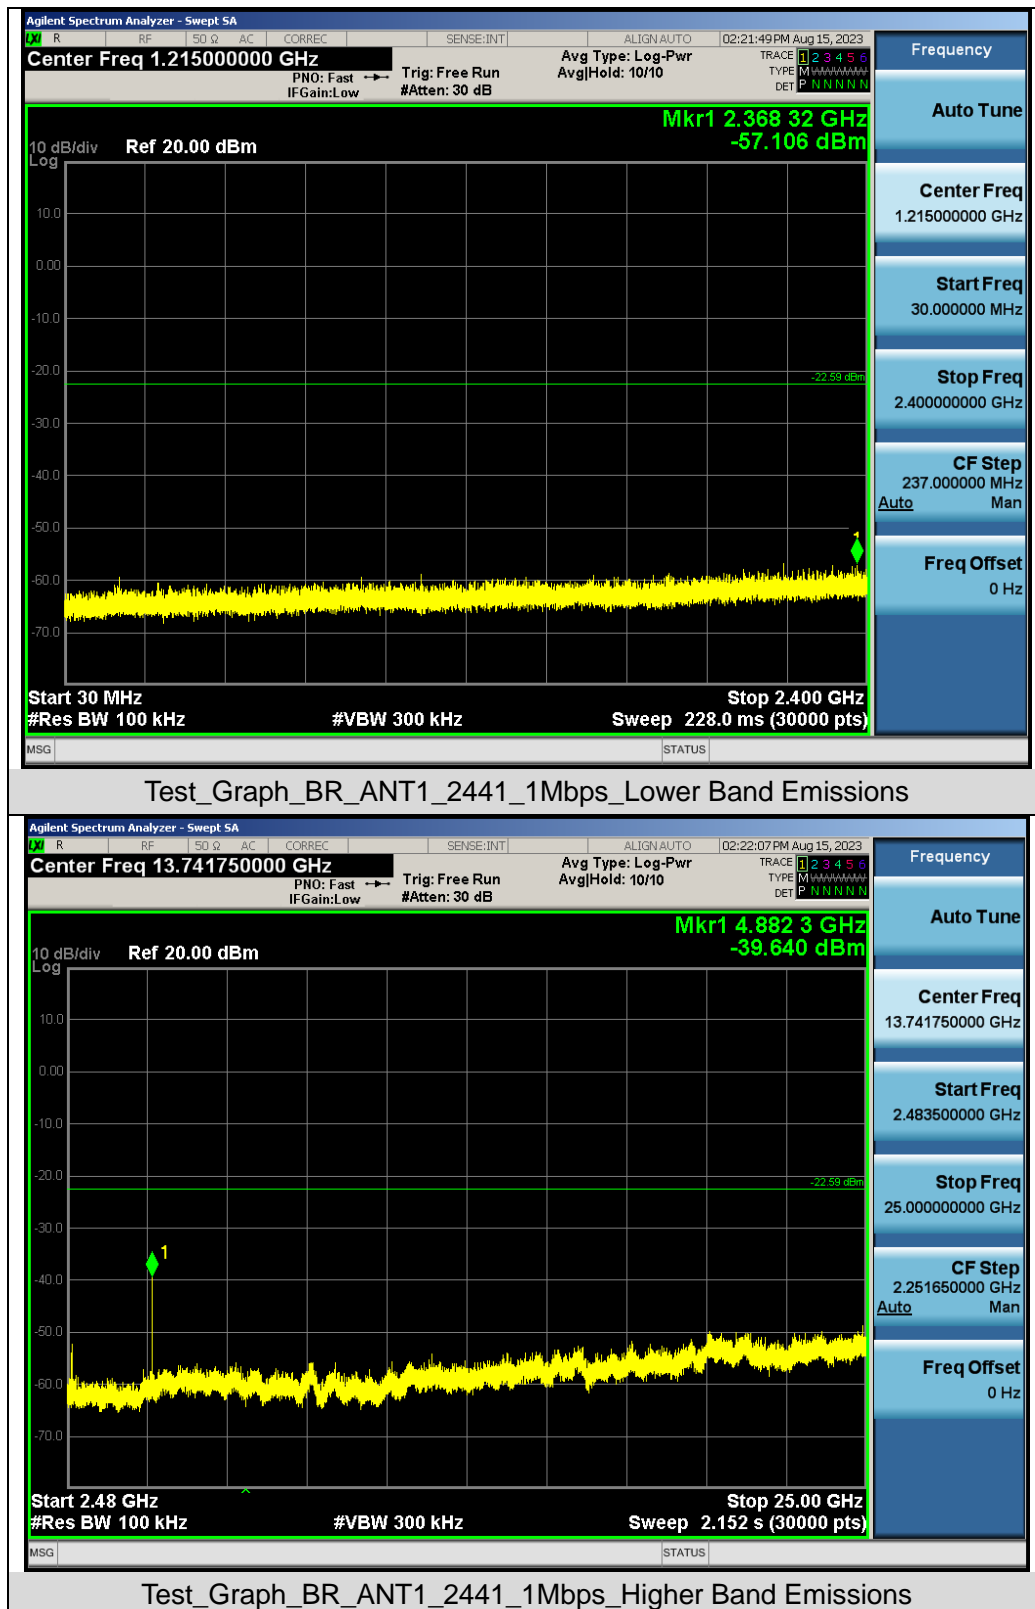 Agilent Spectrum Analyzer - Swept SA
LXI R RF 50 Ω AC CORREC SENSE:INT ALIGN AUTO 02:21:49 PM Aug 15, 2023
Center Freq 1.215000000 GHz
PNO: Fast
IFGain:Low
Trig: Free Run
#Atten: 30 dB
Avg Type: Log-Pwr
Avg|Hold: 10/10
TRACE 1 2 3 4 5 6
TYPE M WWWWW
DET P N N N N N
Mkr1 2.368 32 GHz
-57.106 dBm
10 dB/div Ref 20.00 dBm
Log
10.0
0.00
-10.0
-20.0
-22.59 dBm
-30.0
-40.0
-50.0
1
-60.0
-70.0
Start 30 MHz Stop 2.400 GHz
#Res BW 100 kHz #VBW 300 kHz Sweep 228.0 ms (30000 pts)
MSG STATUS
Frequency
Auto Tune
Center Freq
1.215000000 GHz
Start Freq
30.000000 MHz
Stop Freq
2.400000000 GHz
CF Step
237.000000 MHz
Auto Man
Freq Offset
0 Hz
Test_Graph_BR_ANT1_2441_1Mbps_Lower Band Emissions
Agilent Spectrum Analyzer - Swept SA
LXI R RF 50 Ω AC CORREC SENSE:INT ALIGN AUTO 02:22:07 PM Aug 15, 2023
Center Freq 13.741750000 GHz
PNO: Fast
IFGain:Low
Trig: Free Run
#Atten: 30 dB
Avg Type: Log-Pwr
Avg|Hold: 10/10
TRACE 1 2 3 4 5 6
TYPE M WWWWW
DET P N N N N N
Mkr1 4.882 3 GHz
-39.640 dBm
10 dB/div Ref 20.00 dBm
Log
10.0
0.00
-10.0
-20.0
-22.59 dBm
-30.0
1
-40.0
-50.0
-60.0
-70.0
Start 2.48 GHz Stop 25.00 GHz
#Res BW 100 kHz #VBW 300 kHz Sweep 2.152 s (30000 pts)
MSG STATUS
Frequency
Auto Tune
Center Freq
13.741750000 GHz
Start Freq
2.483500000 GHz
Stop Freq
25.000000000 GHz
CF Step
2.251650000 GHz
Auto Man
Freq Offset
0 Hz
Test_Graph_BR_ANT1_2441_1Mbps_Higher Band Emissions